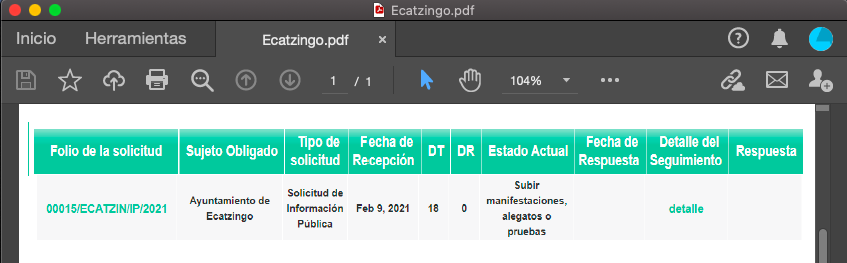 Ecatzingo.pdf
Inicio Herramientas Ecatzingo.pdf ×
1 / 1 104%
Folio de la solicitud Sujeto Obligado Tipo de solicitud Fecha de Recepción DT DR Estado Actual Fecha de Respuesta Detalle del Seguimiento Respuesta
00015/ECATZIN/IP/2021 Ayuntamiento de Ecatzingo Solicitud de Información Pública Feb 9, 2021 18 0 Subir manifestaciones, alegatos o pruebas detalle